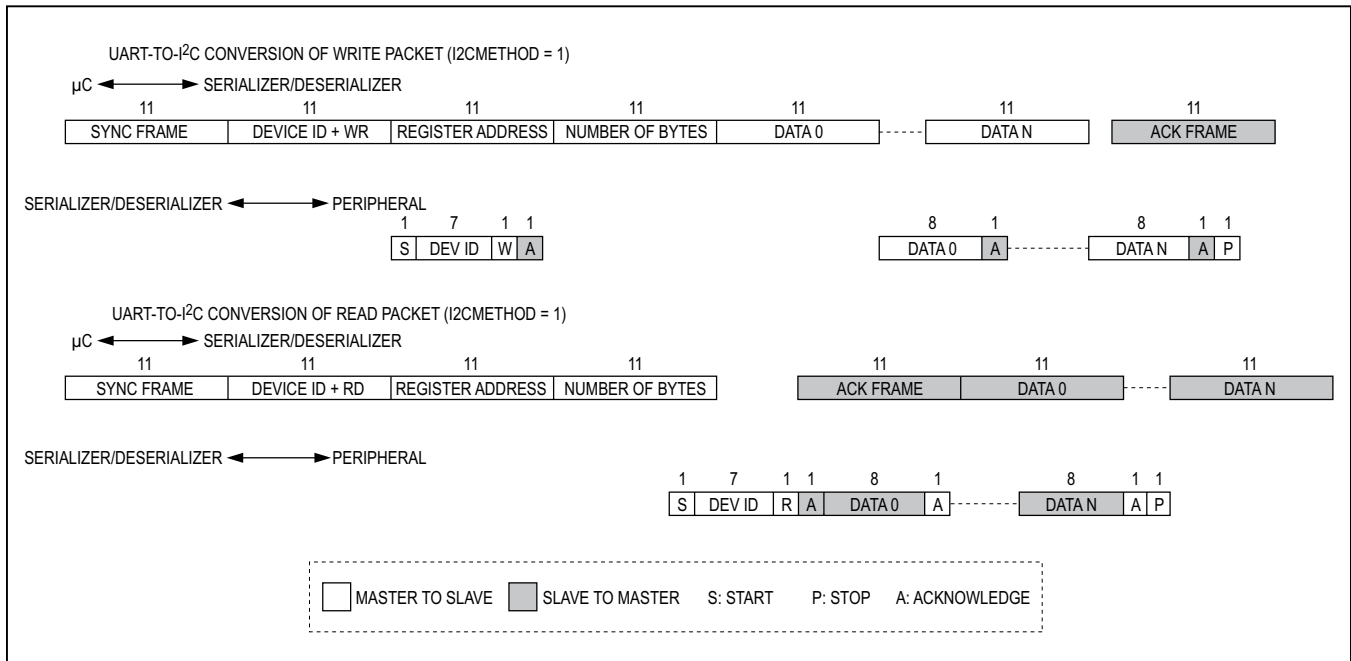 UART-TO-I2C CONVERSION OF WRITE PACKET (I2CMETHOD = 1)
µC SERIALIZER/DESERIALIZER
11 11 11 11 11 11 11
SYNC FRAME DEVICE ID + WR REGISTER ADDRESS NUMBER OF BYTES DATA 0 DATA N ACK FRAME
SERIALIZER/DESERIALIZER PERIPHERAL
1 7 1 1 8 1 8 1 1
S DEV ID W A DATA 0 A DATA N A P
UART-TO-I2C CONVERSION OF READ PACKET (I2CMETHOD = 1)
µC SERIALIZER/DESERIALIZER
11 11 11 11 11 11 11
SYNC FRAME DEVICE ID + RD REGISTER ADDRESS NUMBER OF BYTES ACK FRAME DATA 0 DATA N
SERIALIZER/DESERIALIZER PERIPHERAL
1 7 1 1 8 1 8 1 1
S DEV ID R A DATA 0 A DATA N A P
MASTER TO SLAVE SLAVE TO MASTER S: START P: STOP A: ACKNOWLEDGE